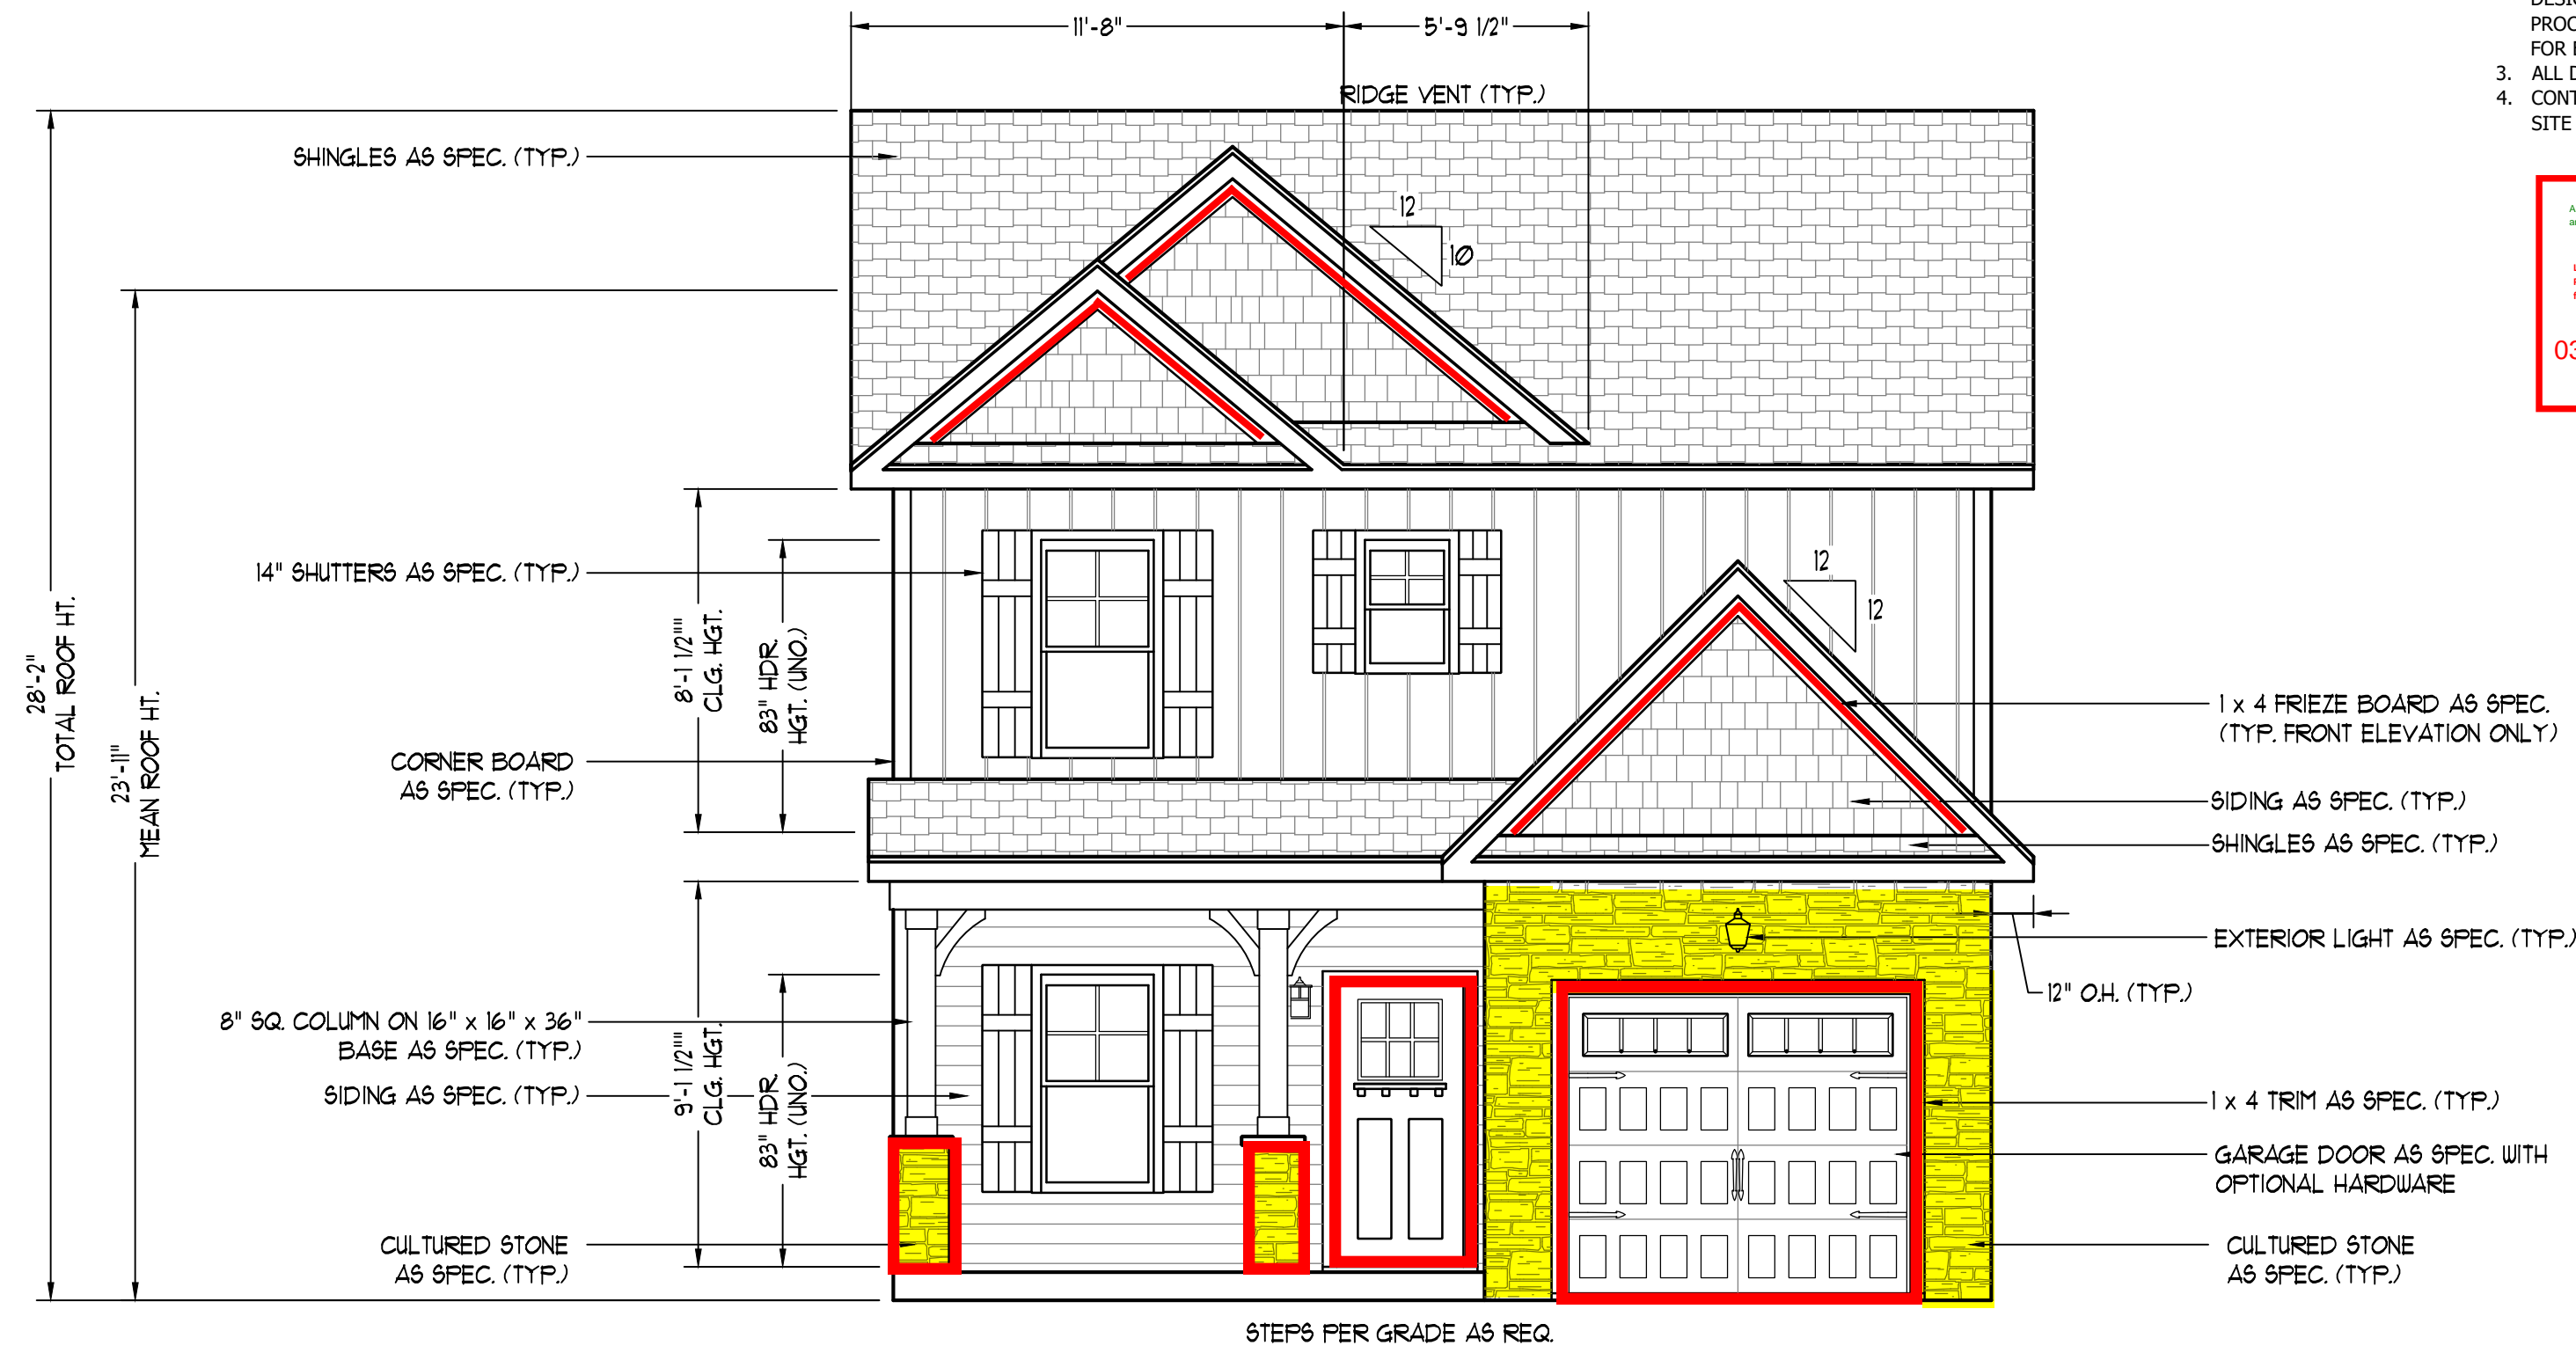 11'-8"
5'-9 1/2"
PROC
FOR
3. ALL
4. CONT
SITE
RIDGE VENT (TYP.)
SHINGLES AS SPEC. (TYP.)
12
10
03
14" SHUTTERS AS SPEC. (TYP.)
12
12
28'-2"
TOTAL ROOF HT.
23'-11"
MEAN ROOF HT.
8'-1 1/2""
CLG. HGT.
83" HDR.
HGT. (UNO.)
CORNER BOARD
AS SPEC. (TYP.)
1 x 4 FRIEZE BOARD AS SPEC.
(TYP. FRONT ELEVATION ONLY)
SIDING AS SPEC. (TYP.)
SHINGLES AS SPEC. (TYP.)
EXTERIOR LIGHT AS SPEC. (TYP.)
12" O.H. (TYP.)
8" SQ. COLUMN ON 16" x 16" x 36"
BASE AS SPEC. (TYP.)
SIDING AS SPEC. (TYP.)
9'-1 1/2""
CLG. HGT.
83" HDR.
HGT. (UNO.)
1 x 4 TRIM AS SPEC. (TYP.)
GARAGE DOOR AS SPEC. WITH
OPTIONAL HARDWARE
CULTURED STONE
AS SPEC. (TYP.)
CULTURED STONE
AS SPEC. (TYP.)
STEPS PER GRADE AS REQ.